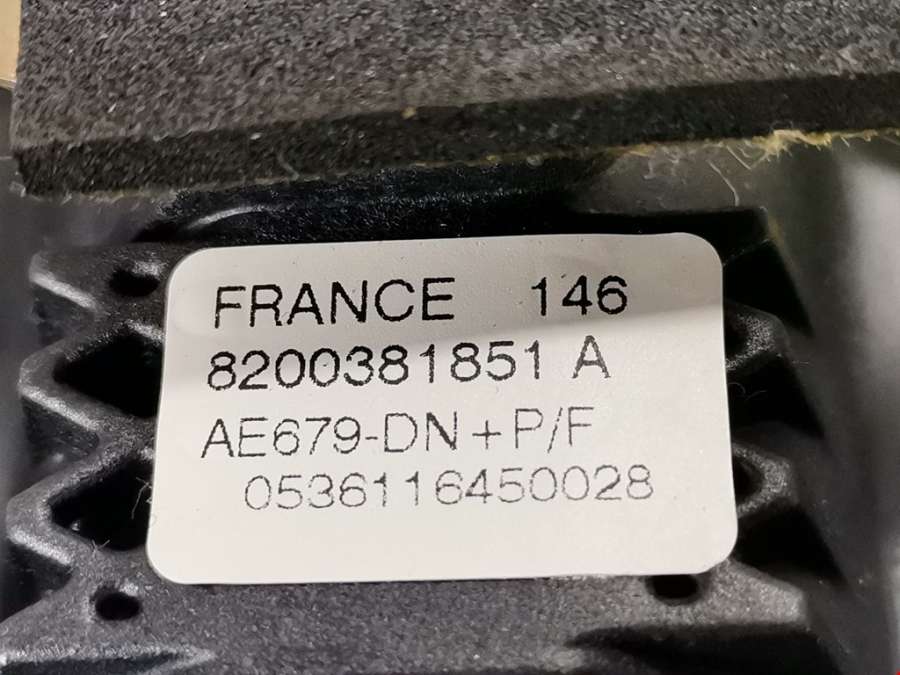 FRANCE 146
8200381851 A
AE679-DN+P/F
0536116450028